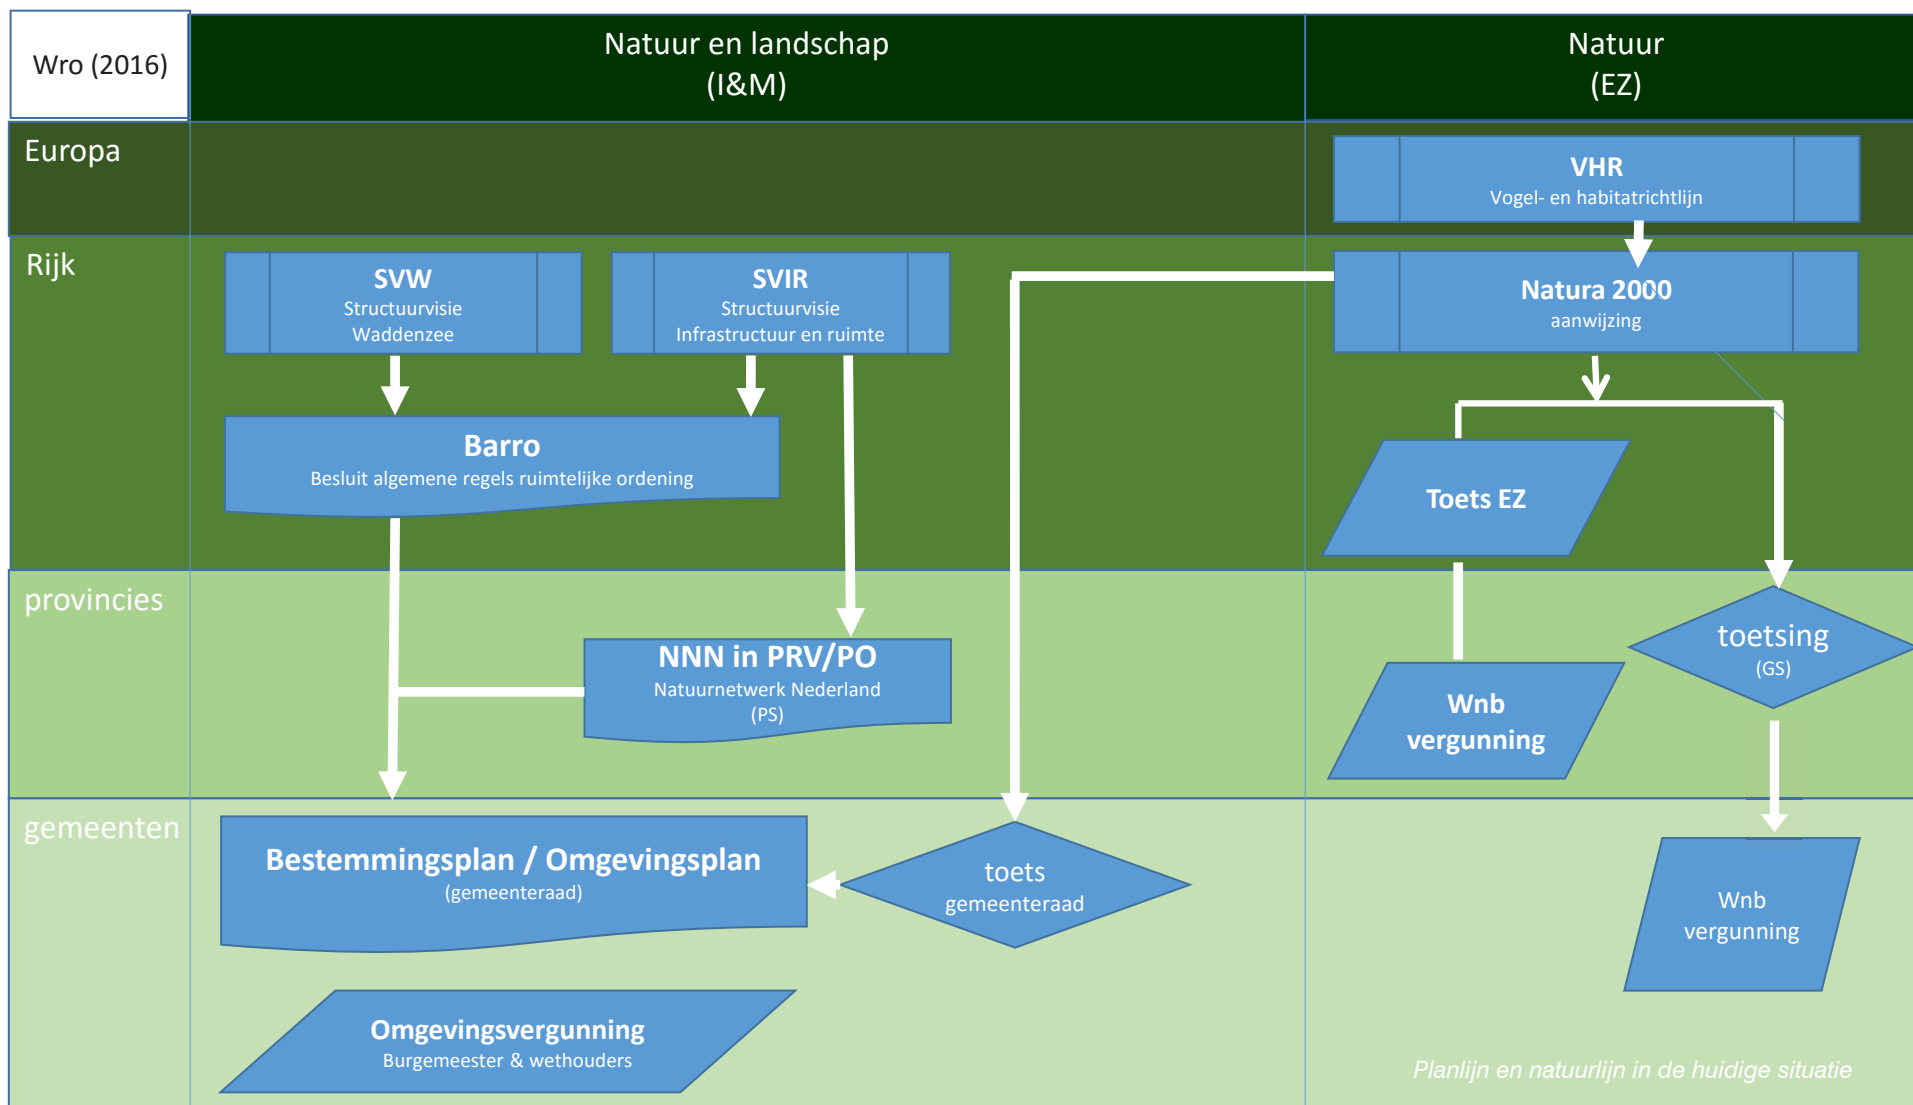 Wro (2016)
Natuur en landschap
(I&M)
Natuur
(EZ)
Europa
VHR
Vogel- en habitatrichtlijn
Rijk
SVW
Structuurvisie
Waddenzee
SVIR
Structuurvisie
Infrastructuur en ruimte
Natura 2000
aanwijzing
Barro
Besluit algemene regels ruimtelijke ordening
Toets EZ
provincies
NNN in PRV/PO
Natuurnetwerk Nederland
(PS)
toetsing
(GS)
Wnb
vergunning
gemeenten
Bestemmingsplan / Omgevingsplan
(gemeenteraad)
toets
gemeenteraad
Wnb
vergunning
Omgevingsvergunning
Burgemeester & wethouders
Planlijn en natuurlijn in de huidige situatie